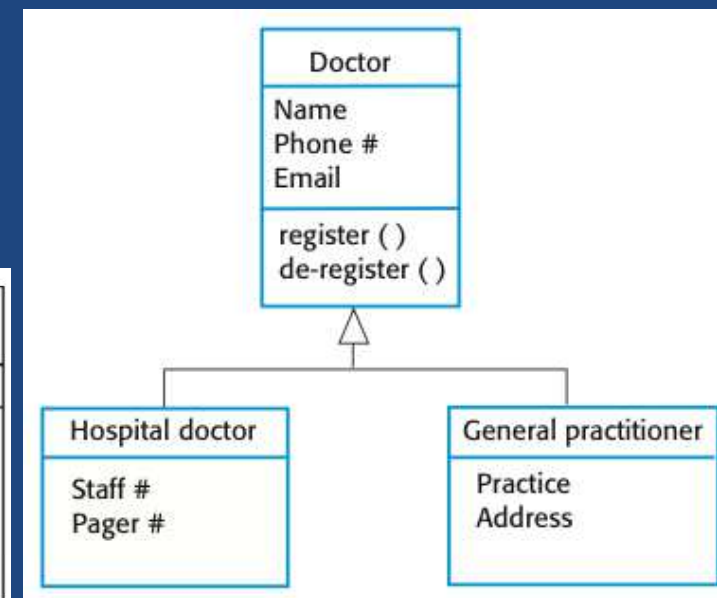 Doctor
Name
Phone #
Email
register ( )
de-register ( )
Hospital doctor
Staff #
Pager #
General practitioner
Practice
Address